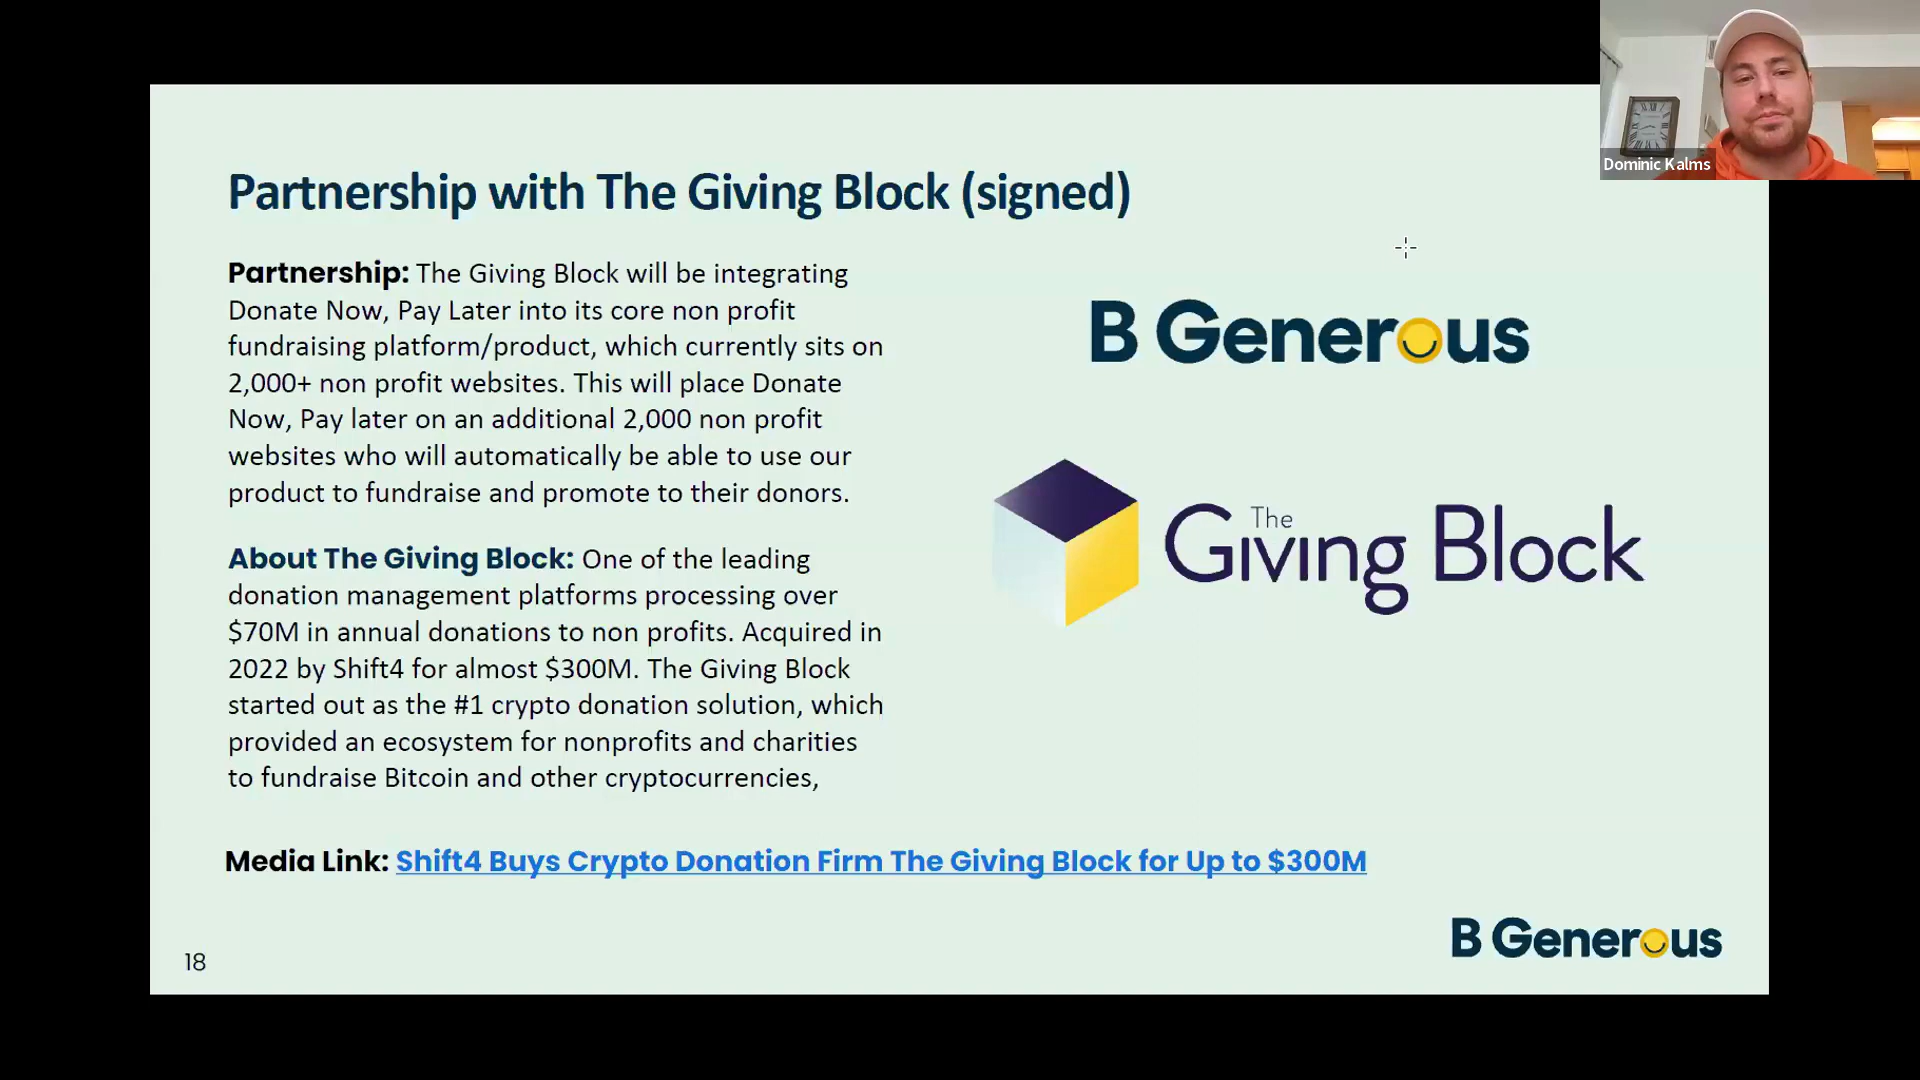 Dominic Kalms
Partnership with The Giving Block (signed)
Partnership: The Giving Block will be integrating
Donate Now, Pay Later into its core non profit
fundraising platform/product, which currently sits on
2,000+ non profit websites. This will place Donate
Now, Pay later on an additional 2,000 non profit
websites who will automatically be able to use our
product to fundraise and promote to their donors.
About The Giving Block: One of the leading
donation management platforms processing over
$70M in annual donations to non profits. Acquired in
2022 by Shift4 for almost $300M. The Giving Block
started out as the #1 crypto donation solution, which
provided an ecosystem for nonprofits and charities
to fundraise Bitcoin and other cryptocurrencies,
B Generous
The Giving Block
Media Link: Shift4 Buys Crypto Donation Firm The Giving Block for Up to $300M
B Generous
18